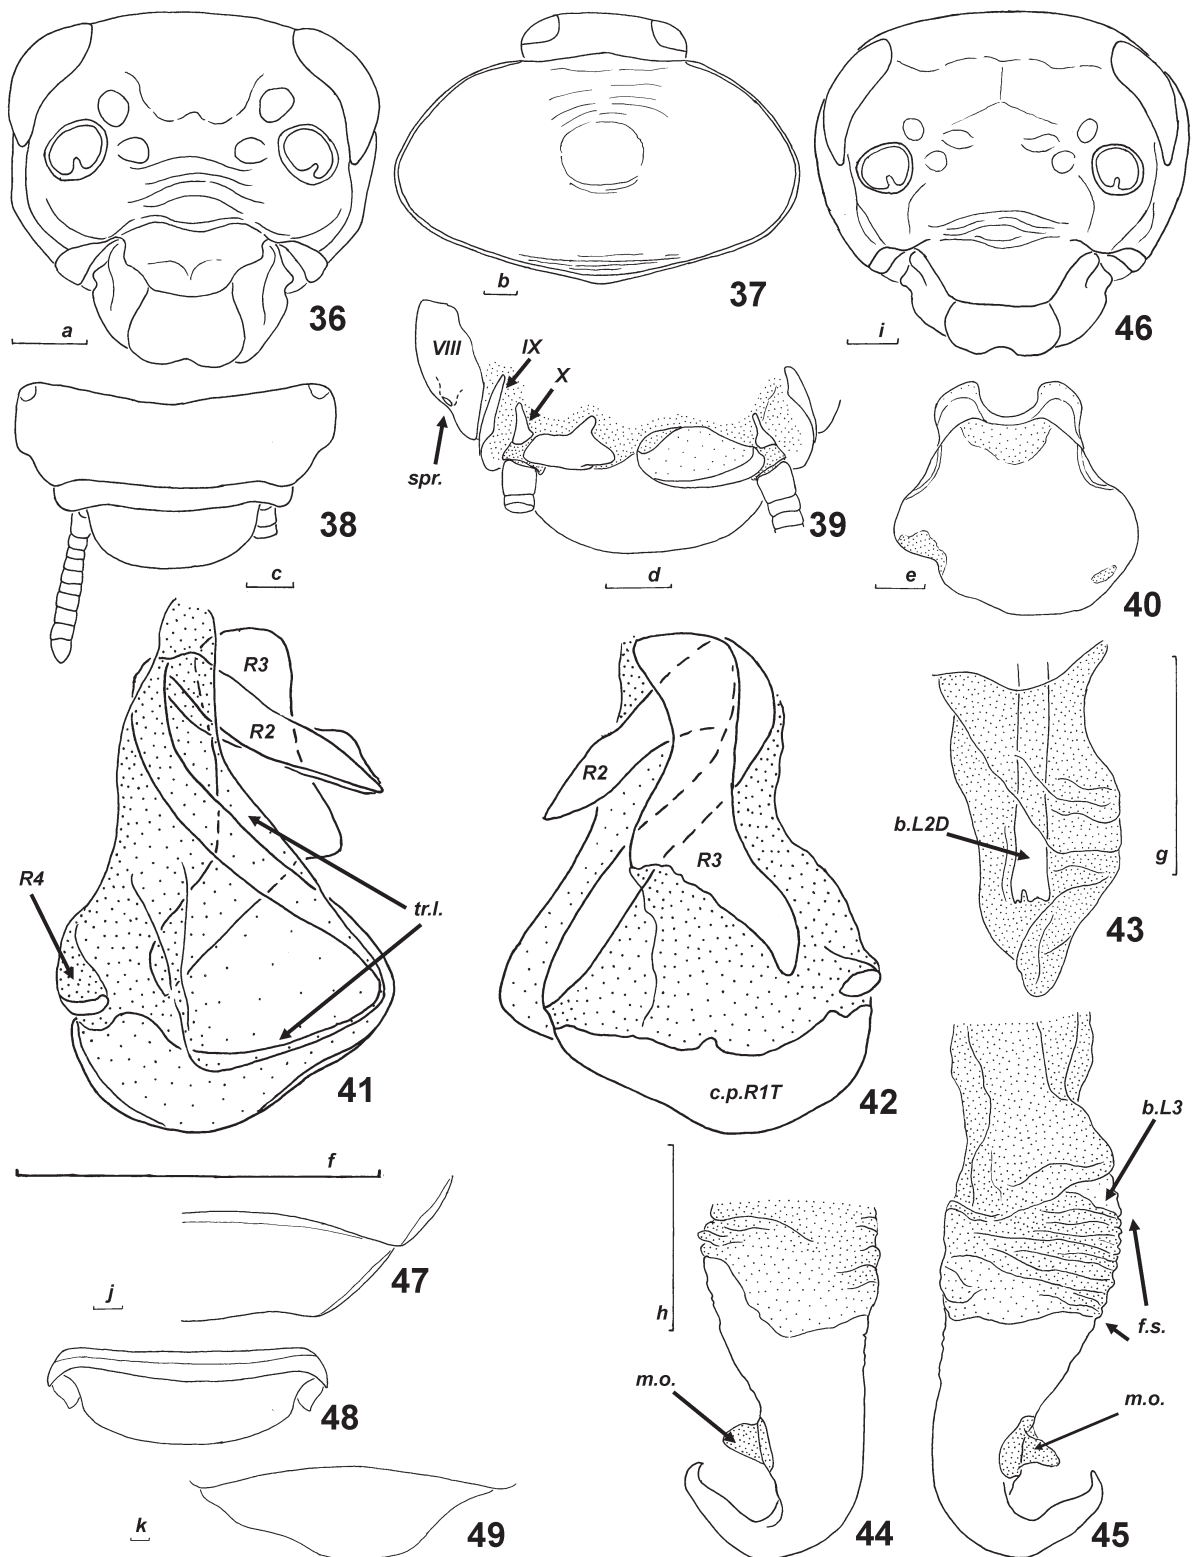 36
a
b
37
46
i
VIII
IX
X
spr.
38
c
39
d
40
e
R3
R2
R4
tr.l.
41
f
R2
R3
c.p.R1T
42
b.L2D
g
43
47
j
48
49
k
h
m.o.
44
b.L3
f.s.
m.o.
45